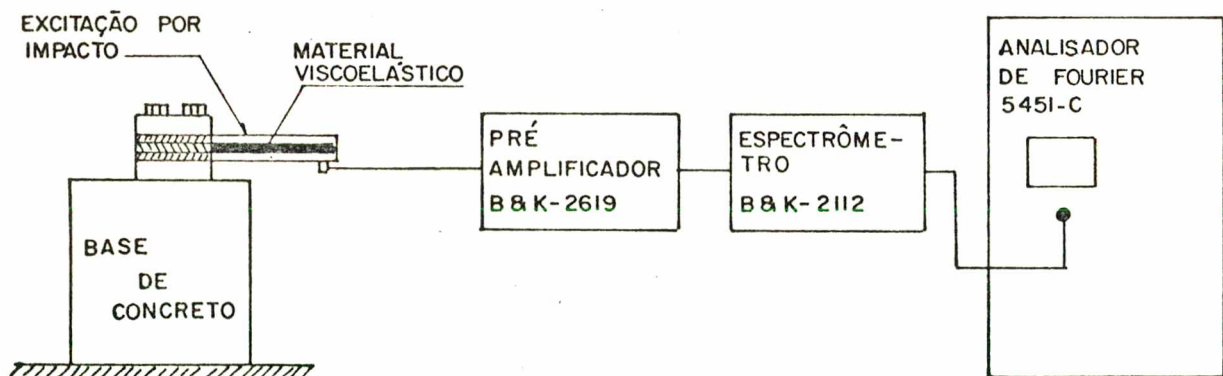 EXCITAÇÃO POR
IMPACTO
MATERIAL
VISCOELÁSTICO
BASE
DE
CONCRETO
PRÉ
AMPLIFICADOR
B & K-2619
ESPECTRÔME-
TRO
B & K-2112
ANALISADOR
DE FOURIER
5451-C